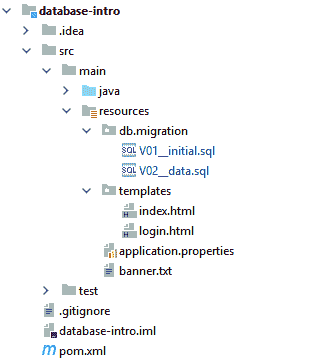 database-intro
.idea
src
main
java
resources
db.migration
V01__initial.sql
V02__data.sql
templates
index.html
login.html
application.properties
banner.txt
test
.gitignore
database-intro.iml
pom.xml